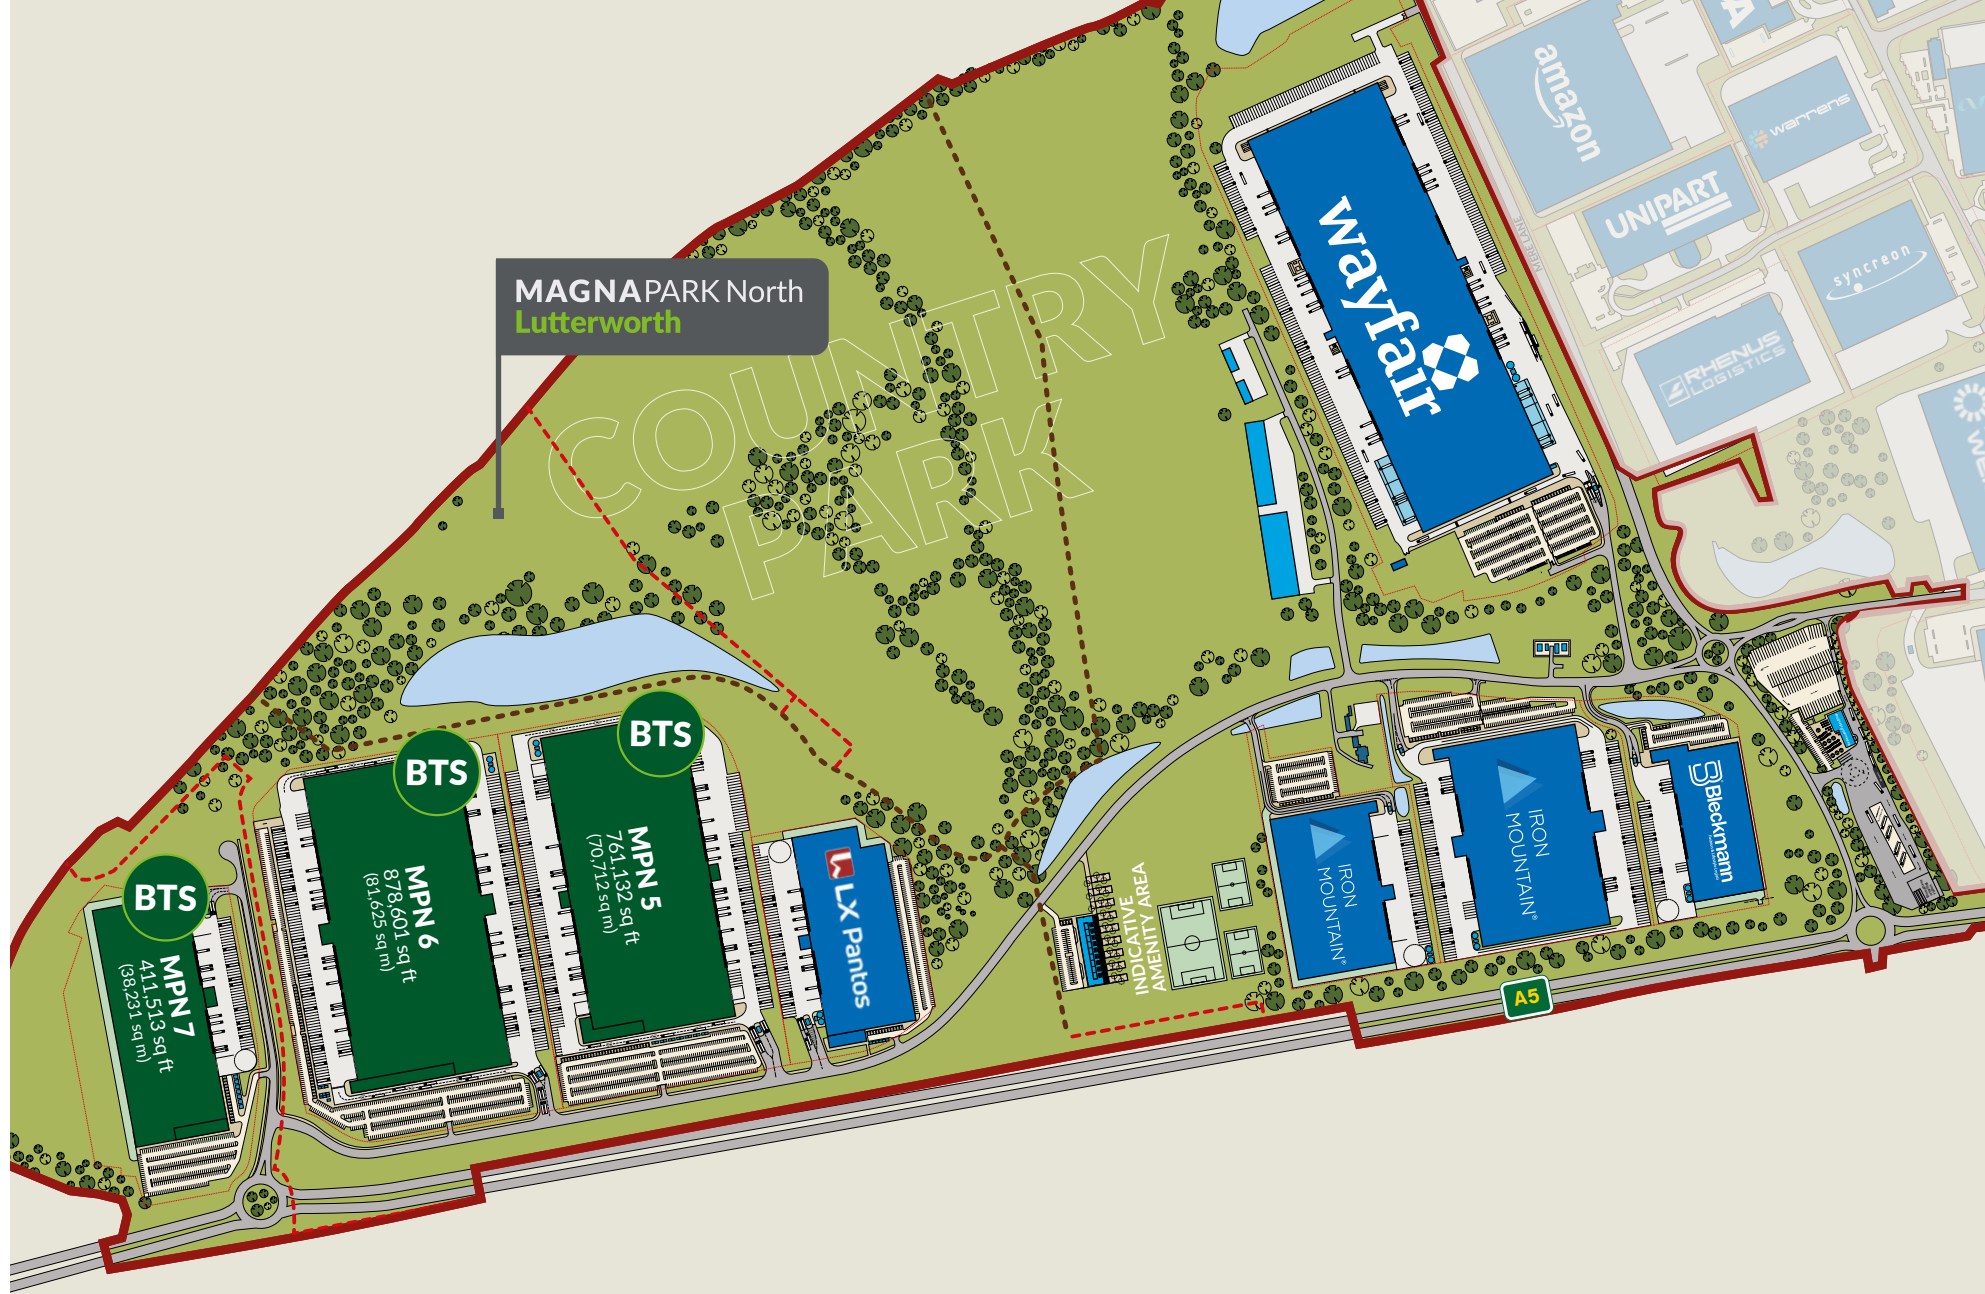 MAGNAPARK North
Lutterworth
COUNTRY
PARK
wayfair
amazon
warrens
UNIPART
syncreon
RHENUS
LOGISTICS
MERE LANE
BTS
MPN 7
411,513 sq ft
(38,231 sq m)
BTS
MPN 6
878,601 sq ft
(81,625 sq m)
BTS
MPN 5
761,132 sq ft
(70,712 sq m)
LX Pantos
INDICATIVE
AMENITY AREA
IRON
MOUNTAIN®
IRON
MOUNTAIN®
Bleckmann
A5